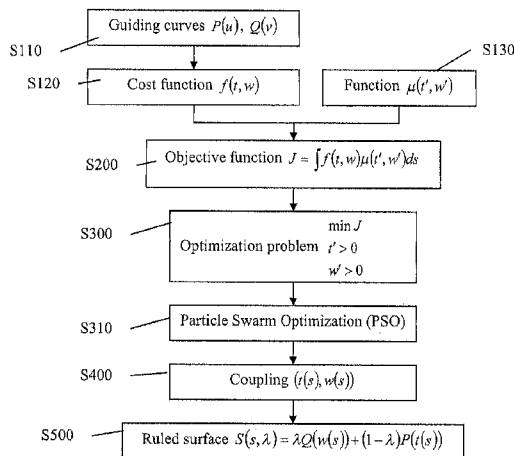 S110
Guiding curves P(u), Q(v)
S120
Cost function f(t, w)
S130
Function μ(t', w')
S200
Objective function J = ∫f(t, w)μ(t', w')ds
S300
min J
Optimization problem t' > 0
w' > 0
S310
Particle Swarm Optimization (PSO)
S400
Coupling (t(s), w(s))
S500
Ruled surface S(s, λ) = λQ(w(s)) + (1 − λ)P(t(s))